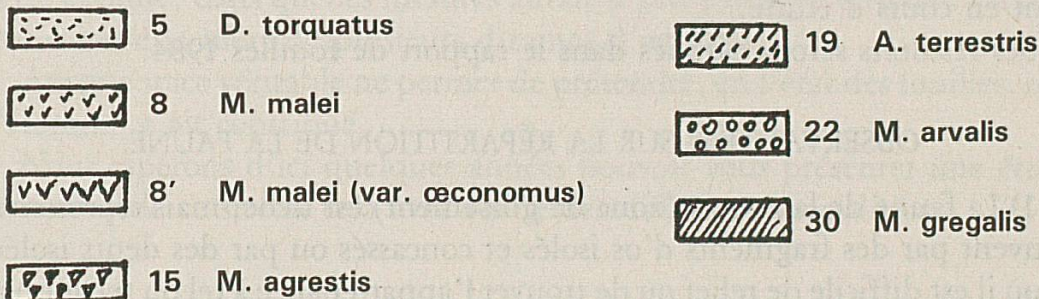 5 D. torquatus
8 M. malei
8' M. malei (var. œconomus)
15 M. agrestis
19 A. terrestris
22 M. arvalis
30 M. gregalis